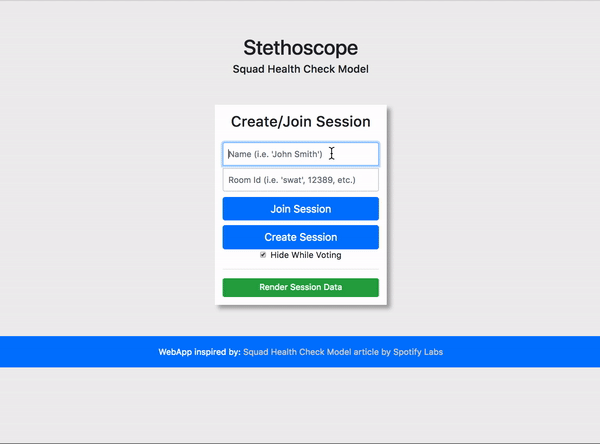 Stethoscope
Squad Health Check Model
Create/Join Session
Name (i.e. 'John Smith')
Room Id (i.e. 'swat', 12389, etc.)
Join Session
Create Session
Hide While Voting
Render Session Data
WebApp inspired by: Squad Health Check Model article by Spotify Labs